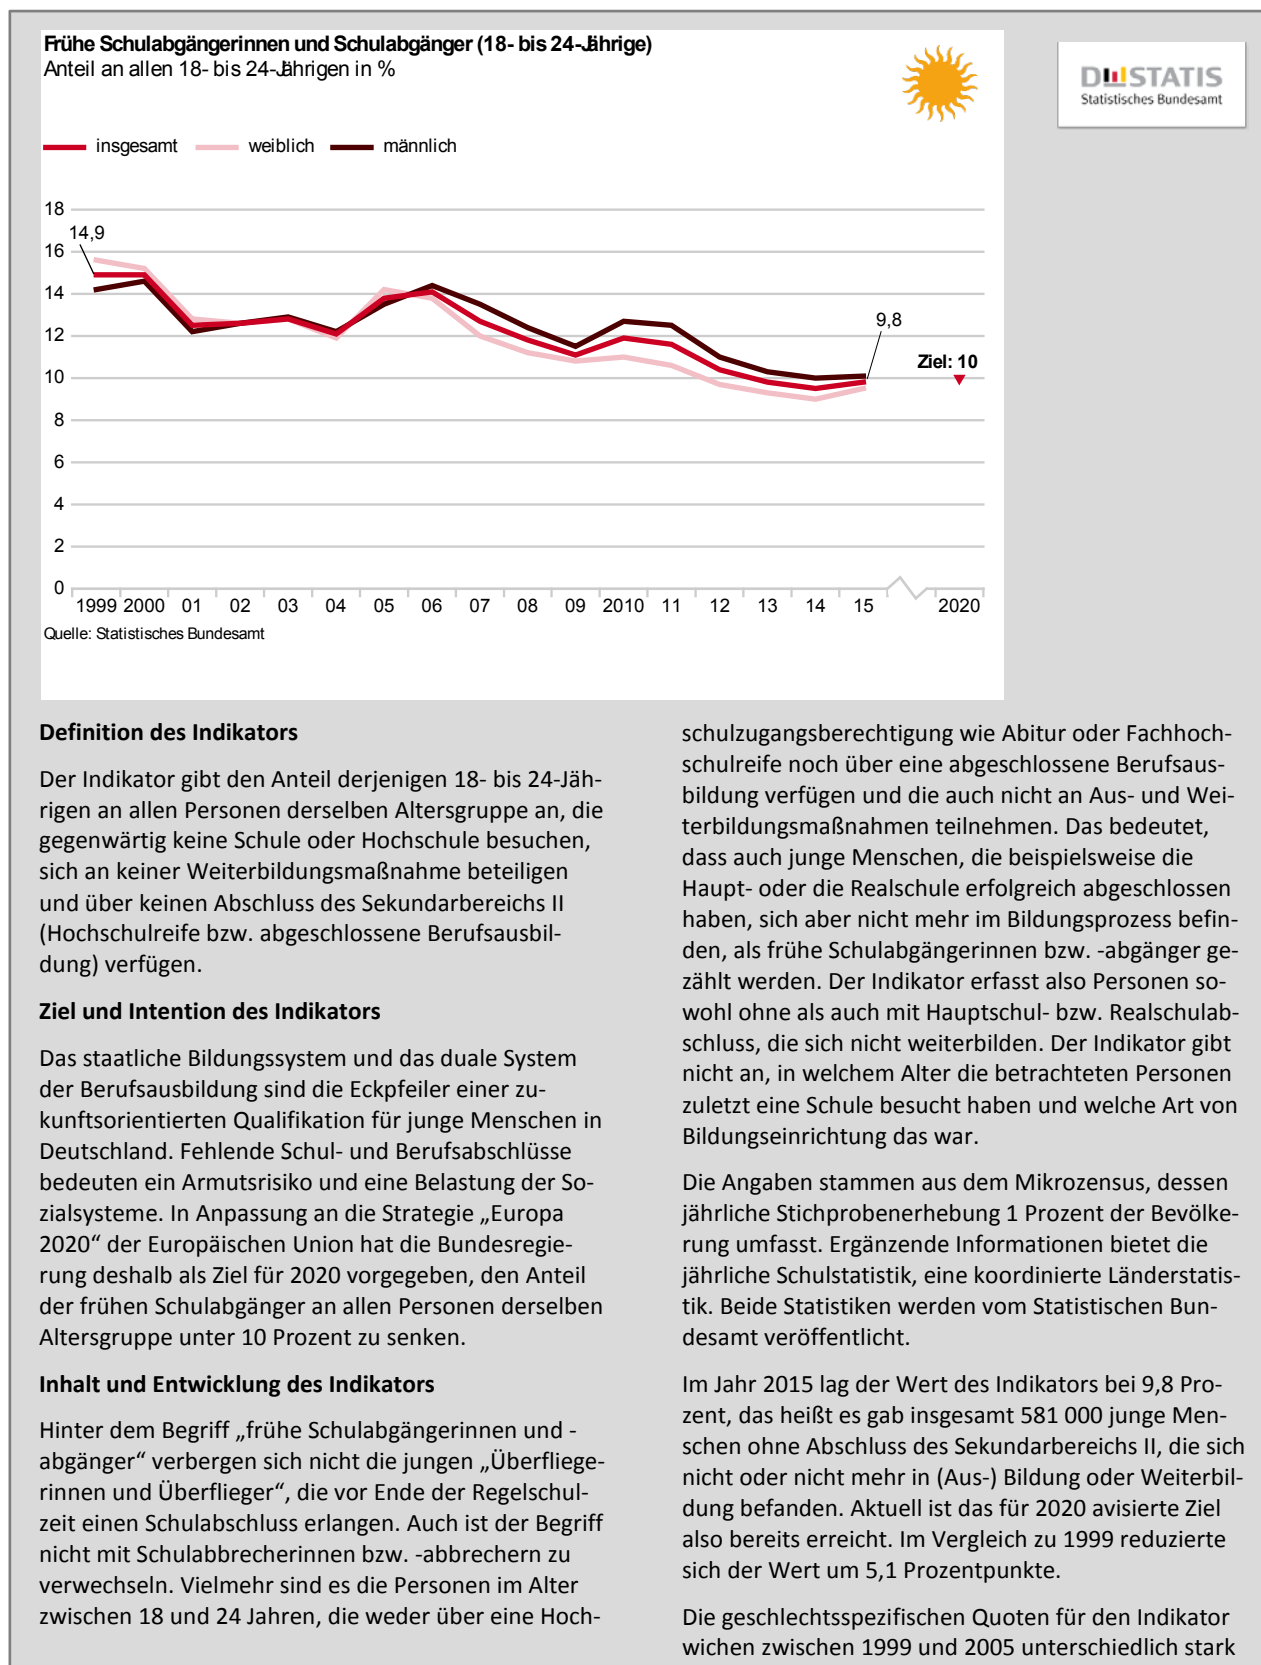 Frühe Schulabgängerinnen und Schulabgänger (18- bis 24-Jährige)
Anteil an allen 18- bis 24-Jährigen in %
DESTATIS
Statistisches Bundesamt
insgesamt weiblich männlich
18
14,9
16
14
12
9,8
Ziel: 10
10
8
6
4
2
0
1999 2000 01 02 03 04 05 06 07 08 09 2010 11 12 13 14 15 2020
Quelle: Statistisches Bundesamt
Definition des Indikators
Der Indikator gibt den Anteil derjenigen 18- bis 24-Jäh-
rigen an allen Personen derselben Altersgruppe an, die
gegenwärtig keine Schule oder Hochschule besuchen,
sich an keiner Weiterbildungsmaßnahme beteiligen
und über keinen Abschluss des Sekundarbereichs II
(Hochschulreife bzw. abgeschlossene Berufsausbil-
dung) verfügen.
Ziel und Intention des Indikators
Das staatliche Bildungssystem und das duale System
der Berufsausbildung sind die Eckpfeiler einer zu-
kunftsorientierten Qualifikation für junge Menschen in
Deutschland. Fehlende Schul- und Berufsabschlüsse
bedeuten ein Armutsrisiko und eine Belastung der So-
zialsysteme. In Anpassung an die Strategie „Europa
2020“ der Europäischen Union hat die Bundesregie-
rung deshalb als Ziel für 2020 vorgegeben, den Anteil
der frühen Schulabgänger an allen Personen derselben
Altersgruppe unter 10 Prozent zu senken.
Inhalt und Entwicklung des Indikators
Hinter dem Begriff „frühe Schulabgängerinnen und -
abgänger“ verbergen sich nicht die jungen „Überfliege-
rinnen und Überflieger“, die vor Ende der Regelschul-
zeit einen Schulabschluss erlangen. Auch ist der Begriff
nicht mit Schulabbrecherinnen bzw. -abbrechern zu
verwechseln. Vielmehr sind es die Personen im Alter
zwischen 18 und 24 Jahren, die weder über eine Hoch-
schulzugangsberechtigung wie Abitur oder Fachhoch-
schulreife noch über eine abgeschlossene Berufsaus-
bildung verfügen und die auch nicht an Aus- und Wei-
terbildungsmaßnahmen teilnehmen. Das bedeutet,
dass auch junge Menschen, die beispielsweise die
Haupt- oder die Realschule erfolgreich abgeschlossen
haben, sich aber nicht mehr im Bildungsprozess befin-
den, als frühe Schulabgängerinnen bzw. -abgänger ge-
zählt werden. Der Indikator erfasst also Personen so-
wohl ohne als auch mit Hauptschul- bzw. Realschulab-
schluss, die sich nicht weiterbilden. Der Indikator gibt
nicht an, in welchem Alter die betrachteten Personen
zuletzt eine Schule besucht haben und welche Art von
Bildungseinrichtung das war.
Die Angaben stammen aus dem Mikrozensus, dessen
jährliche Stichprobenerhebung 1 Prozent der Bevölke-
rung umfasst. Ergänzende Informationen bietet die
jährliche Schulstatistik, eine koordinierte Länderstatis-
tik. Beide Statistiken werden vom Statistischen Bun-
desamt veröffentlicht.
Im Jahr 2015 lag der Wert des Indikators bei 9,8 Pro-
zent, das heißt es gab insgesamt 581 000 junge Men-
schen ohne Abschluss des Sekundarbereichs II, die sich
nicht oder nicht mehr in (Aus-) Bildung oder Weiterbil-
dung befanden. Aktuell ist das für 2020 avisierte Ziel
also bereits erreicht. Im Vergleich zu 1999 reduzierte
sich der Wert um 5,1 Prozentpunkte.
Die geschlechtsspezifischen Quoten für den Indikator
wichen zwischen 1999 und 2005 unterschiedlich stark